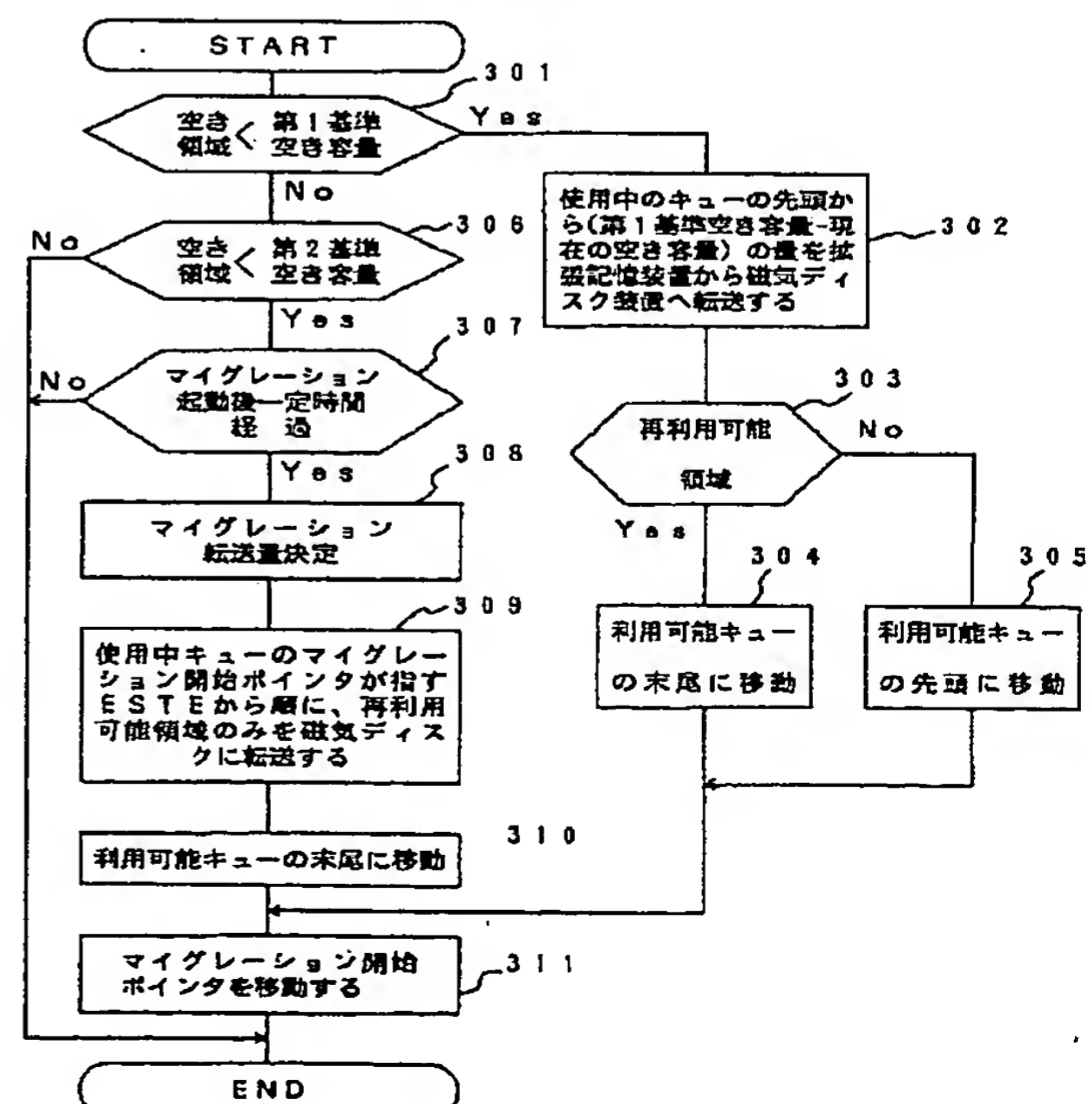 START
301
空き < 第1基準
領域 空き容量
Yes
No
302
使用中のキューの先頭か
ら(第1基準空き容量-現
在の空き容量)の量を拡
張記憶装置から磁気ディ
スク装置へ転送する
306
No
空き < 第2基準
領域 空き容量
Yes
307
No
マイグレーション
起動後一定時間
経過
Yes
303
再利用可能
領域
No
Yes
308
マイグレーション
転送量決定
304
利用可能キュー
の末尾に移動
305
利用可能キュー
の先頭に移動
309
使用中キューのマイグレー
ション開始ポインタが指す
ESTEから順に、再利用
可能領域のみを磁気ディス
クに転送する
310
利用可能キューの末尾に移動
マイグレーション開始
ポインタを移動する
311
END